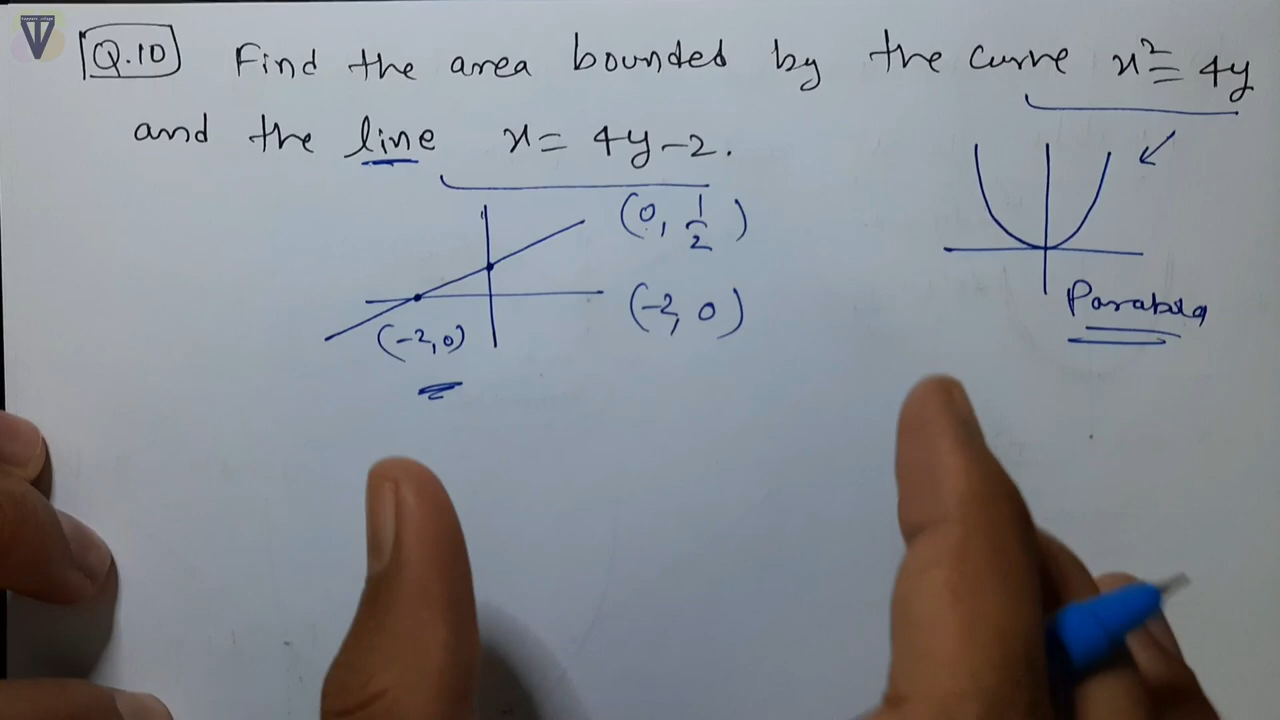 Q.10 Find the area bounded by the curve x² = 4y
and the line x = 4y - 2.
(0, 1/2)
(-2, 0)
(-2, 0)
Parabola